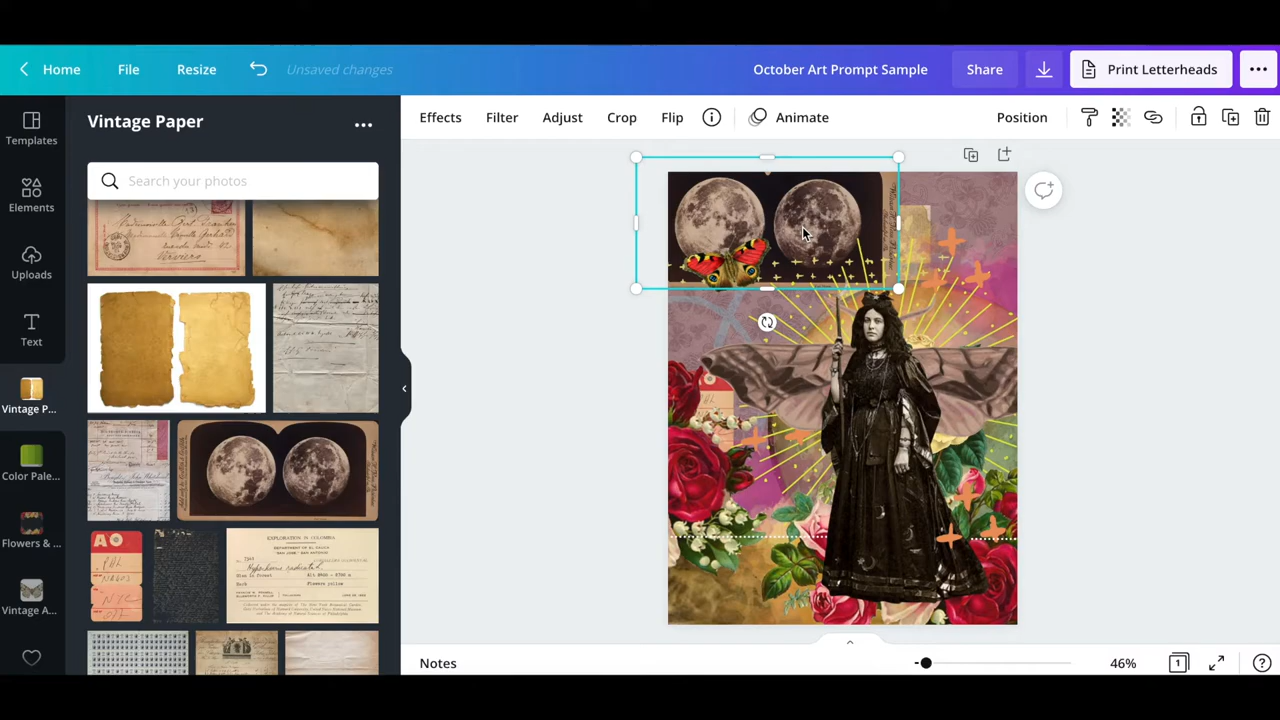 Home File Resize Unsaved changes October Art Prompt Sample Share Print Letterheads
Templates
Elements
Uploads
Text
Vintage P...
Color Pale...
Flowers & ...
Vintage A...
Vintage Paper
Search your photos
EXPLORATION IN COLOMBIA
Effects Filter Adjust Crop Flip Animate Position
Notes 46% 1